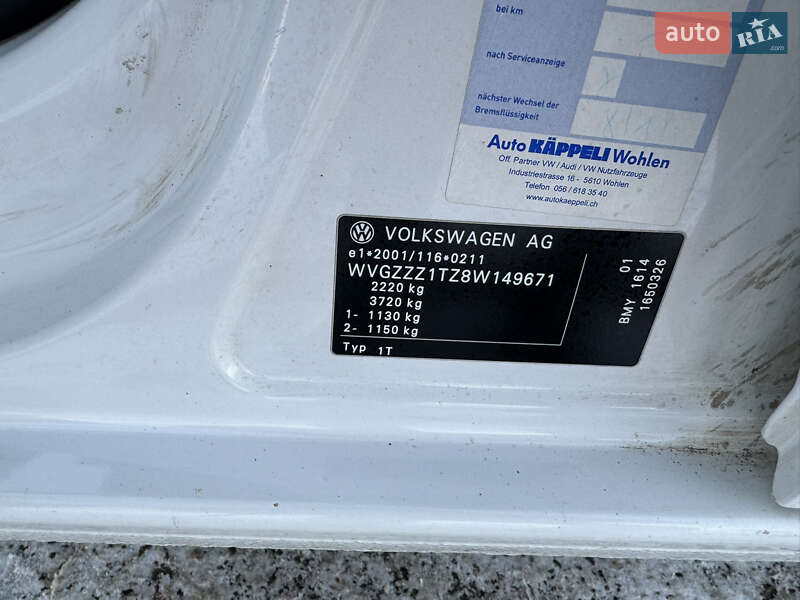 bei km
nach Serviceanzeige
nächster Wechsel der
Bremsflüssigkeit
Auto KÄPPELI Wohlen
Off. Partner VW / Audi / VW Nutzfahrzeuge
Industriestrasse 16 - 5610 Wohlen
Telefon 056 / 618 35 40
www.autokaeppeli.ch
auto RIA.com
VOLKSWAGEN AG
e1*2001/116*0211
WVGZZZ1TZ8W149671
2220 kg
3720 kg
1- 1130 kg
2- 1150 kg
Typ 1T
01
BMY 1614
1650326